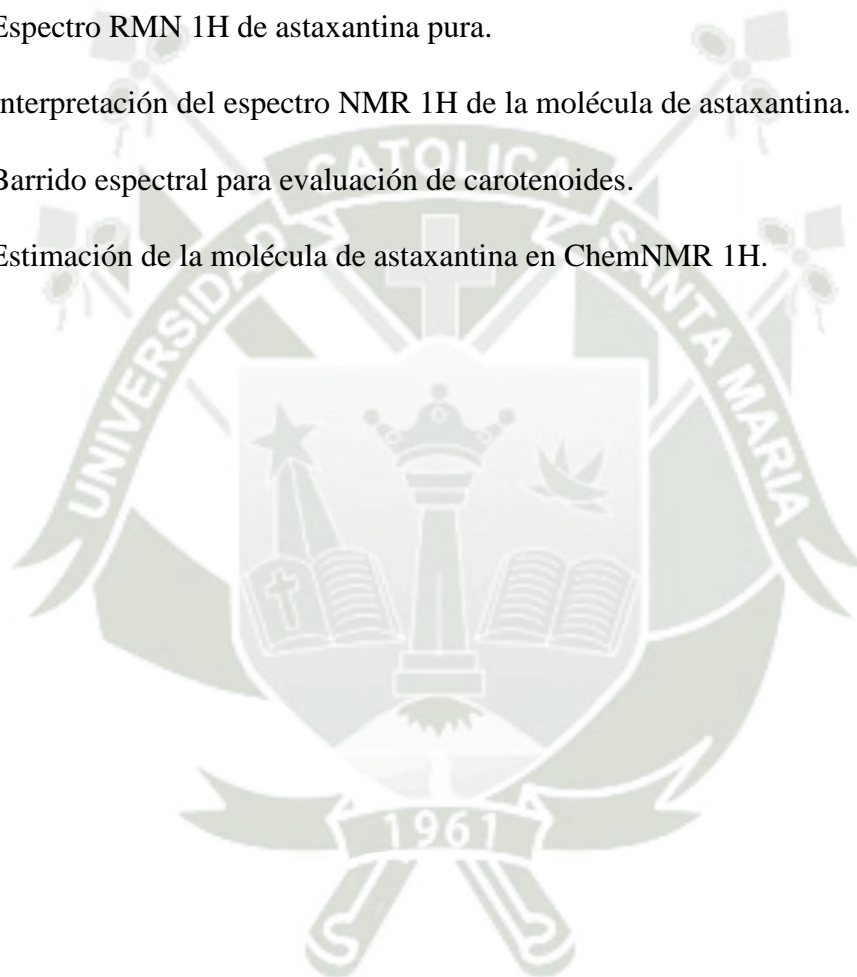 Espectro RMN 1H de astaxantina pura.
Interpretación del espectro NMR 1H de la molécula de astaxantina.
Barrido espectral para evaluación de carotenoides.
Estimación de la molécula de astaxantina en ChemNMR 1H.
UNIVERSIDAD CATOLICA SANTA MARIA
1961